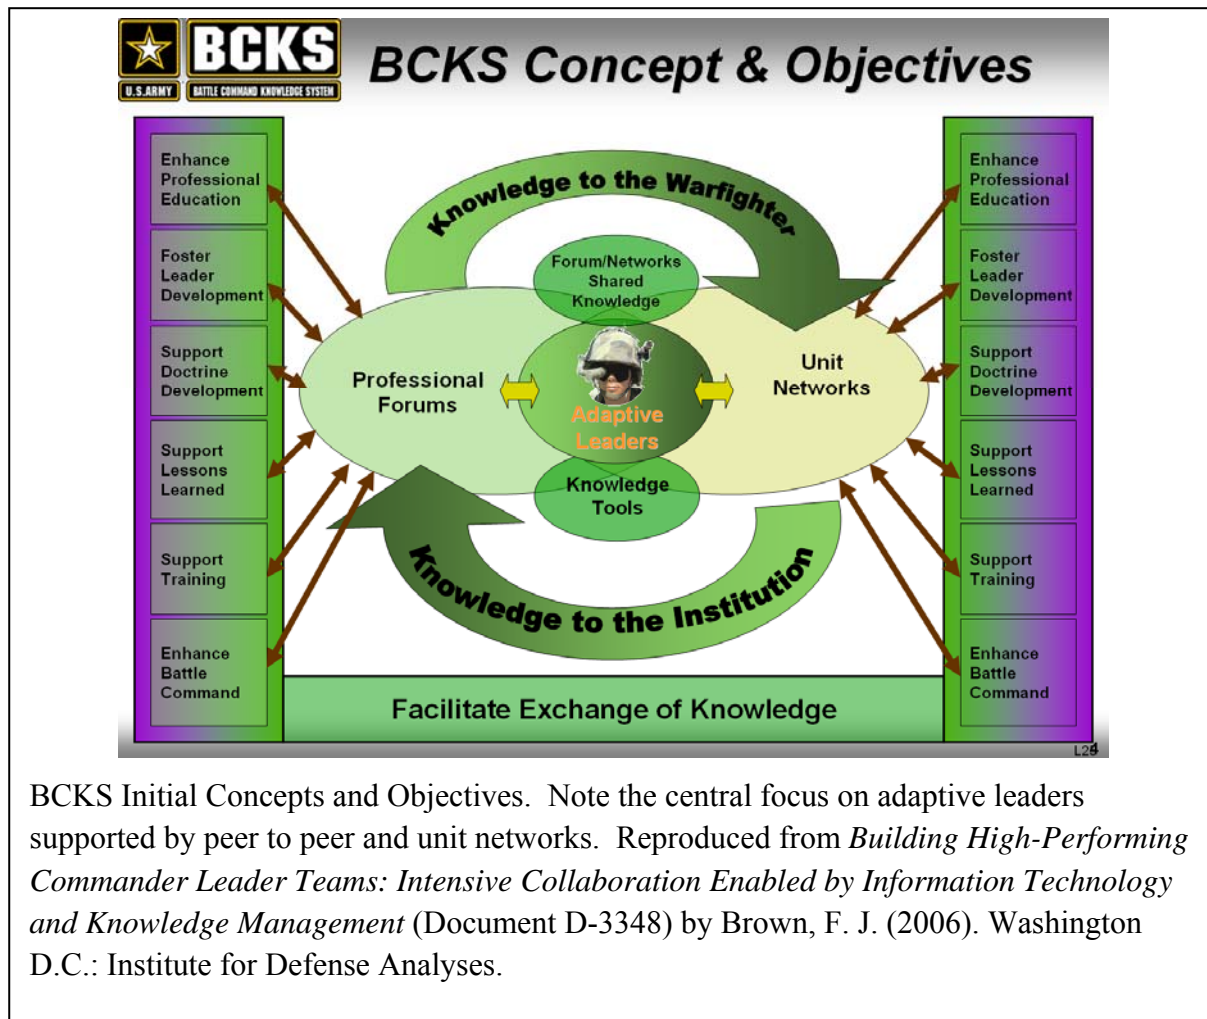 BCKS
U.S.ARMY
BATTLE COMMAND KNOWLEDGE SYSTEM
BCKS Concept & Objectives
Enhance
Professional
Education
Foster
Leader
Development
Support
Doctrine
Development
Support
Lessons
Learned
Support
Training
Enhance
Battle
Command
Knowledge to the Warfighter
Forum/Networks
Shared
Knowledge
Professional
Forums
Adaptive
Leaders
Unit
Networks
Knowledge
Tools
Knowledge to the Institution
Facilitate Exchange of Knowledge
Enhance
Professional
Education
Foster
Leader
Development
Support
Doctrine
Development
Support
Lessons
Learned
Support
Training
Enhance
Battle
Command
BCKS Initial Concepts and Objectives.  Note the central focus on adaptive leaders
supported by peer to peer and unit networks.  Reproduced from Building High-Performing
Commander Leader Teams: Intensive Collaboration Enabled by Information Technology
and Knowledge Management (Document D-3348) by Brown, F. J. (2006). Washington
D.C.: Institute for Defense Analyses.